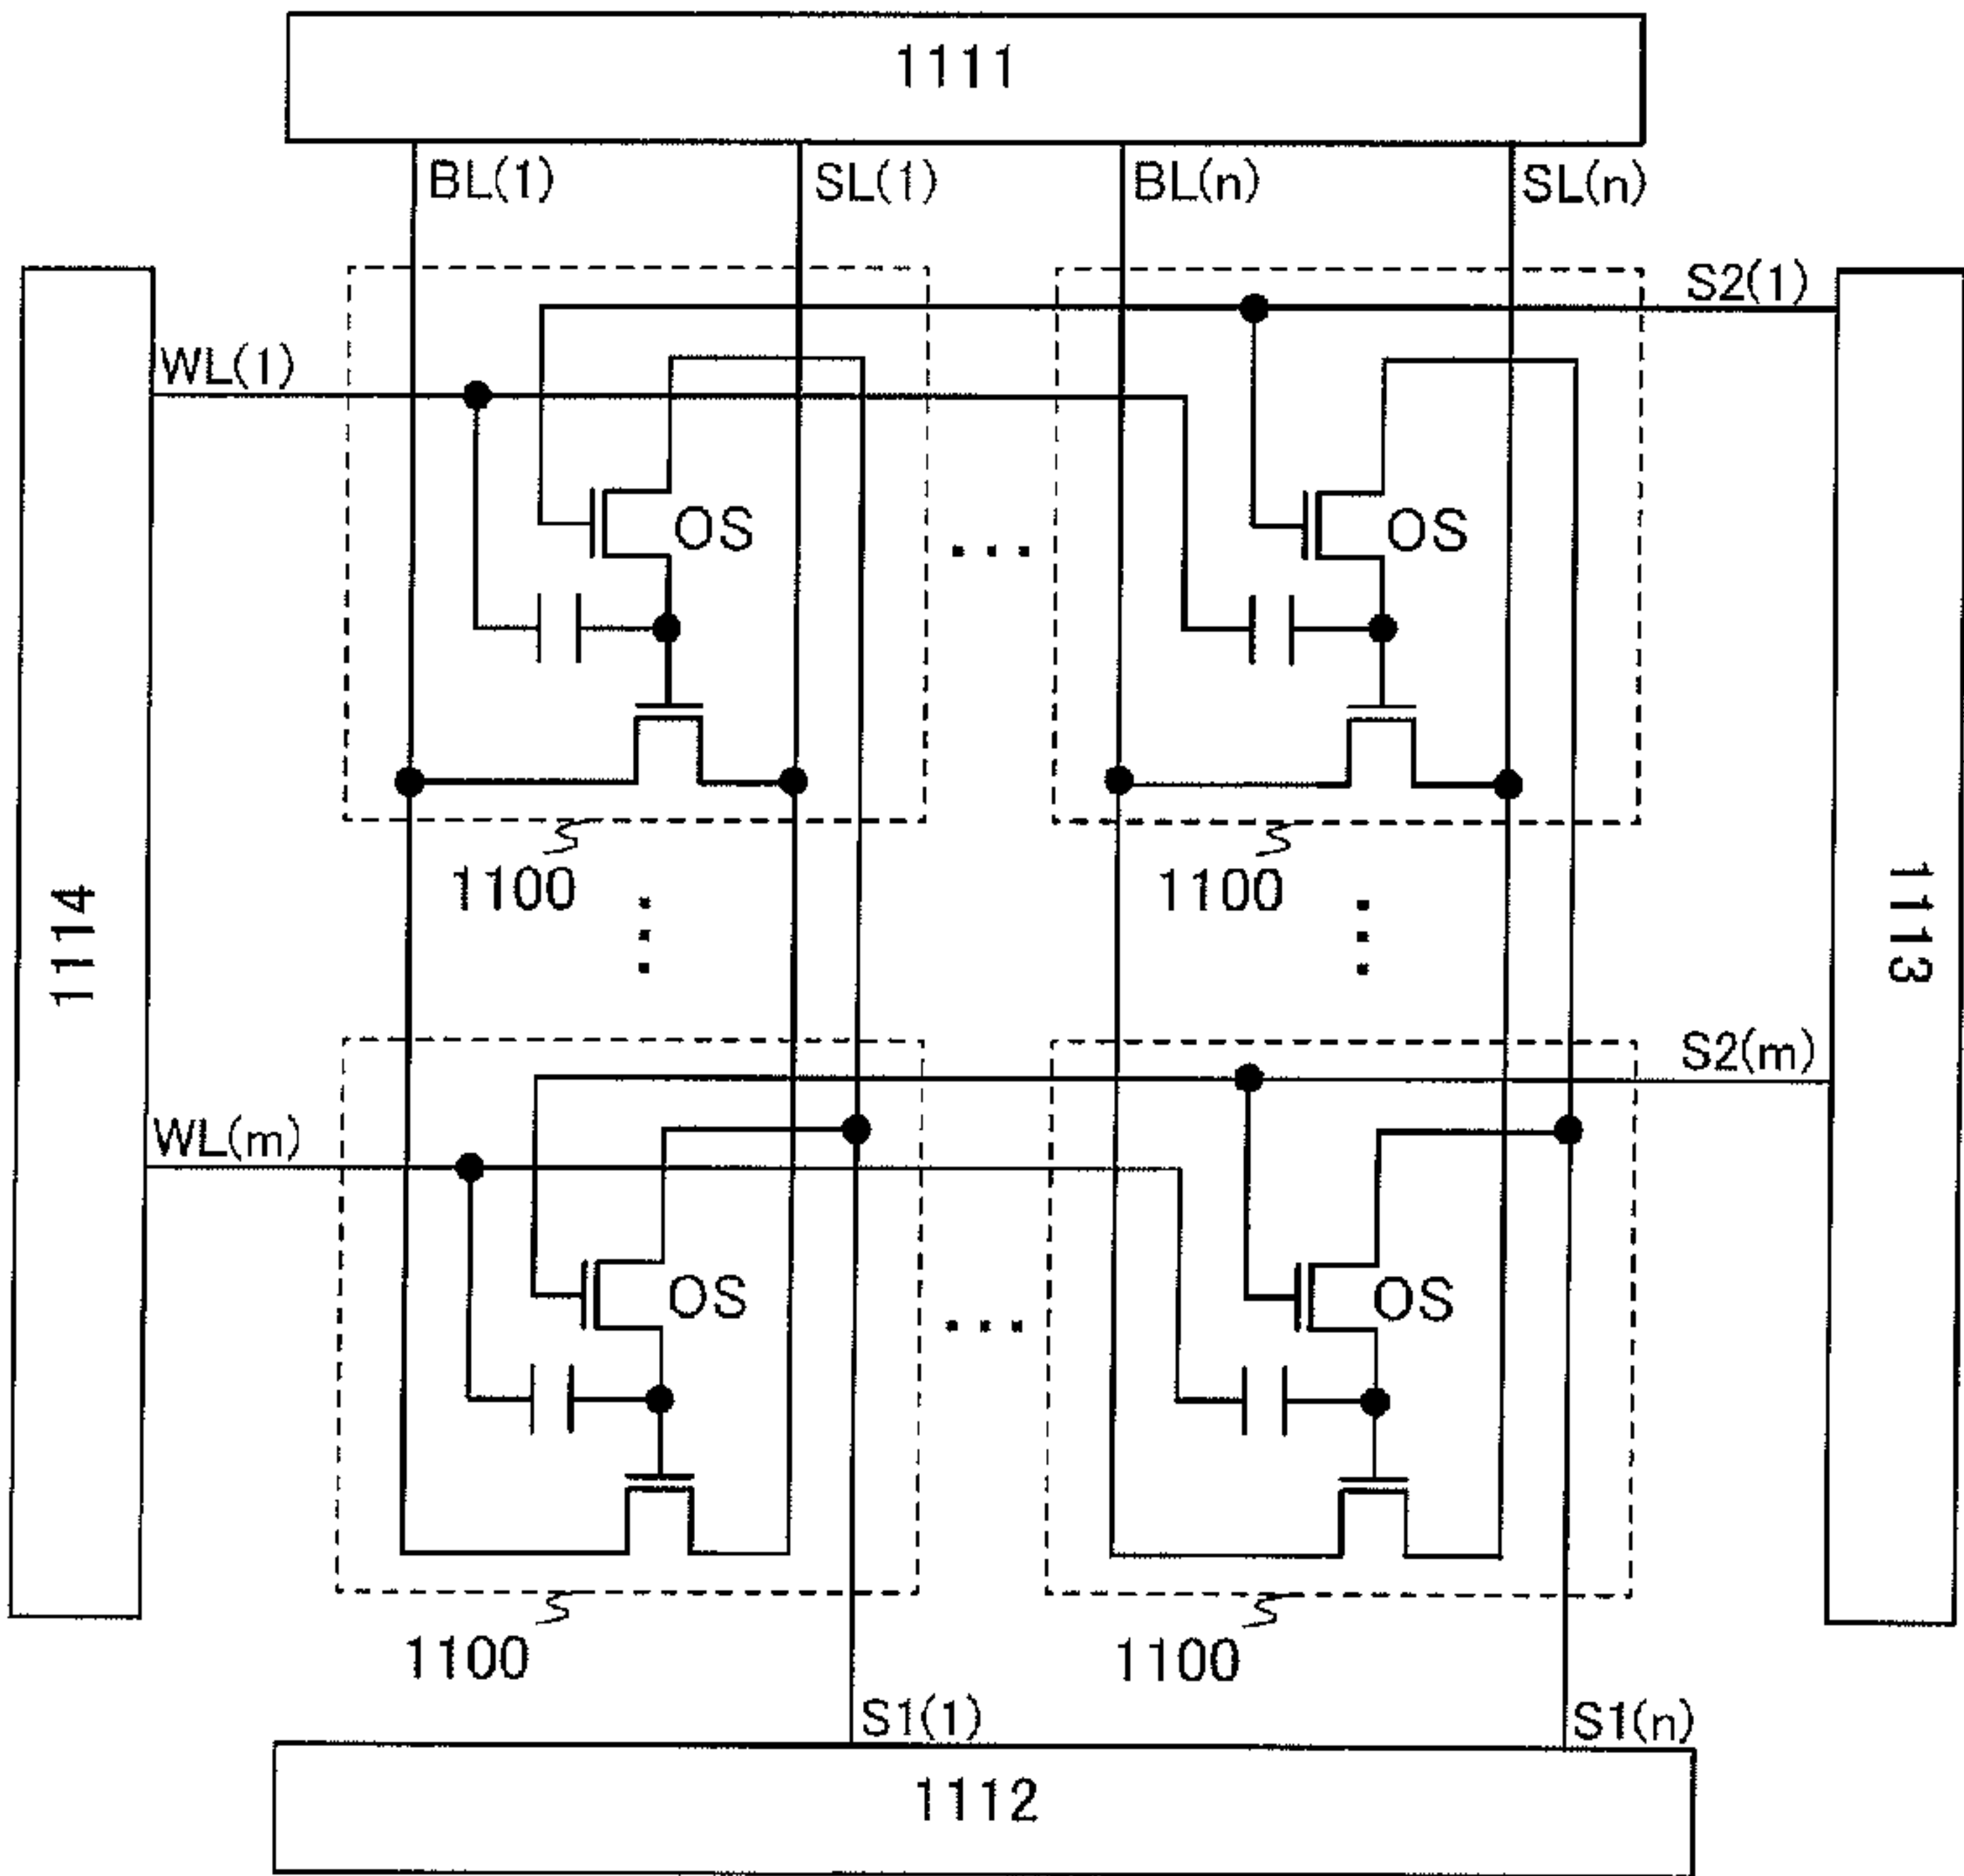 1111
BL(1)
SL(1)
BL(n)
SL(n)
S2(1)
WL(1)
OS
OS
1100
1100
1114
1113
S2(m)
WL(m)
OS
OS
1100
1100
S1(1)
S1(n)
1112